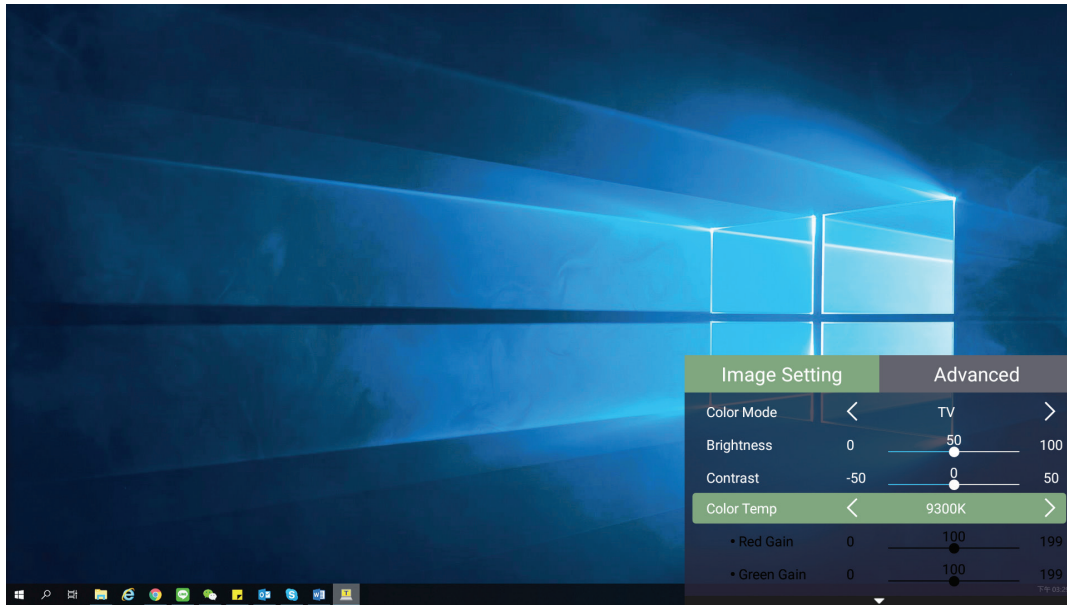 Image Setting Advanced
Color Mode TV
Brightness 0 50 100
Contrast -50 0 50
Color Temp 9300K
• Red Gain 0 100 199
• Green Gain 0 100 199